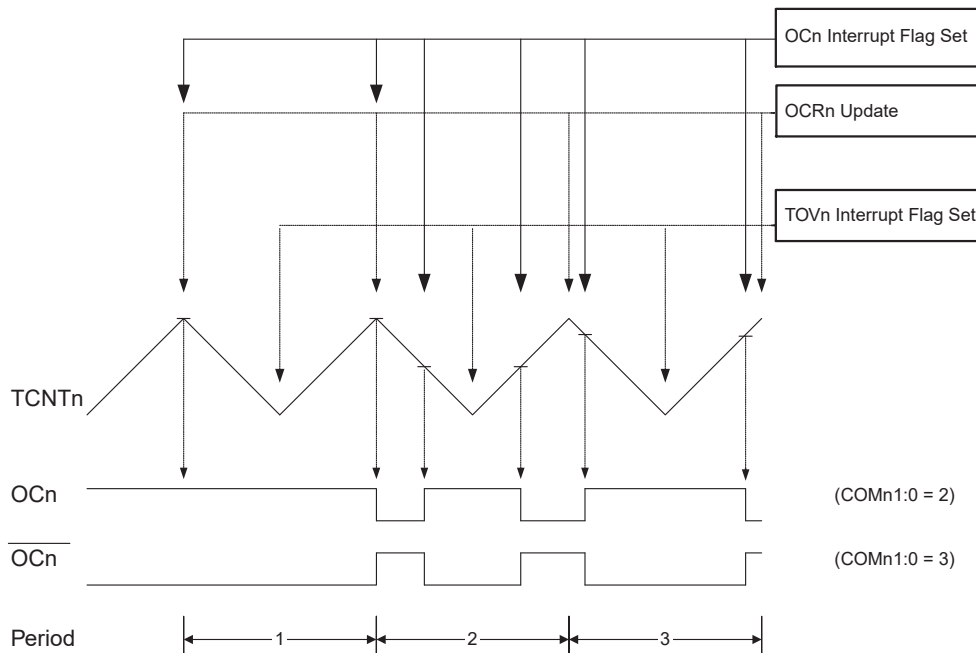 OCn Interrupt Flag Set
OCRn Update
TOVn Interrupt Flag Set
TCNTn
OCn (COMn1:0 = 2)
OCn (COMn1:0 = 3)
Period 1 2 3